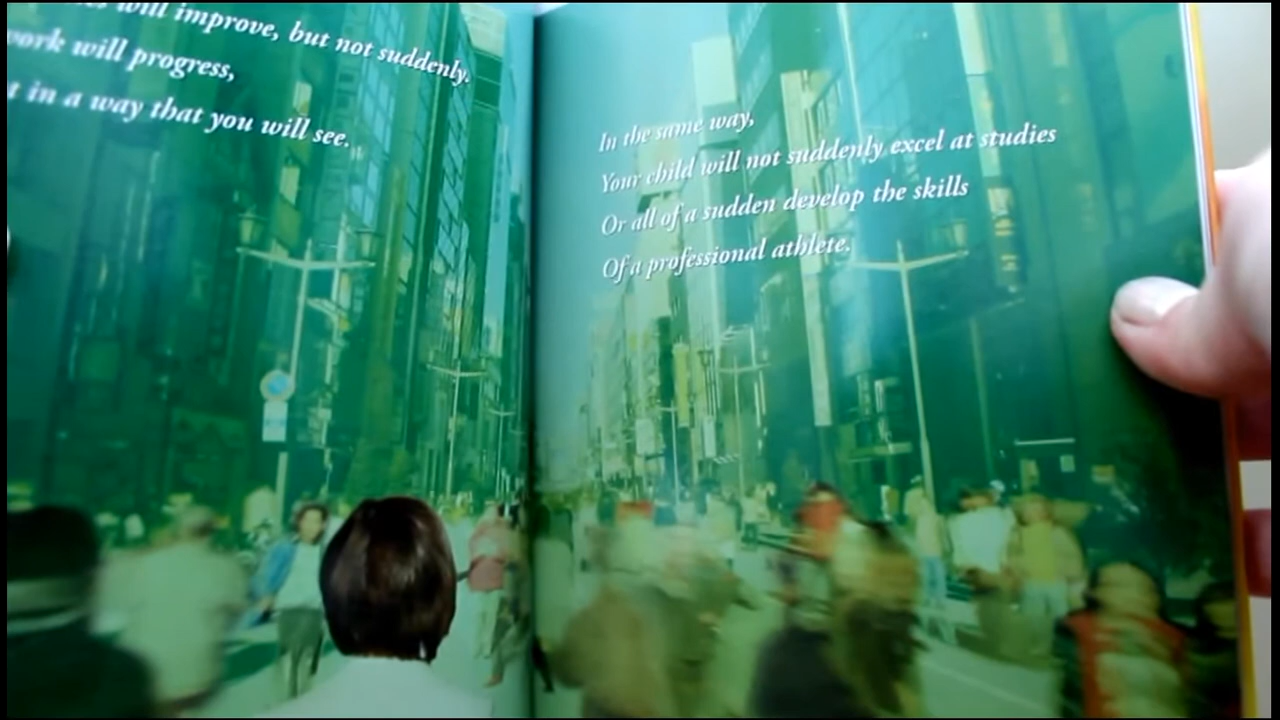 will improve, but not suddenly.
work will progress,
in a way that you will see.
In the same way,
Your child will not suddenly excel at studies
Or all of a sudden develop the skills
Of a professional athlete.